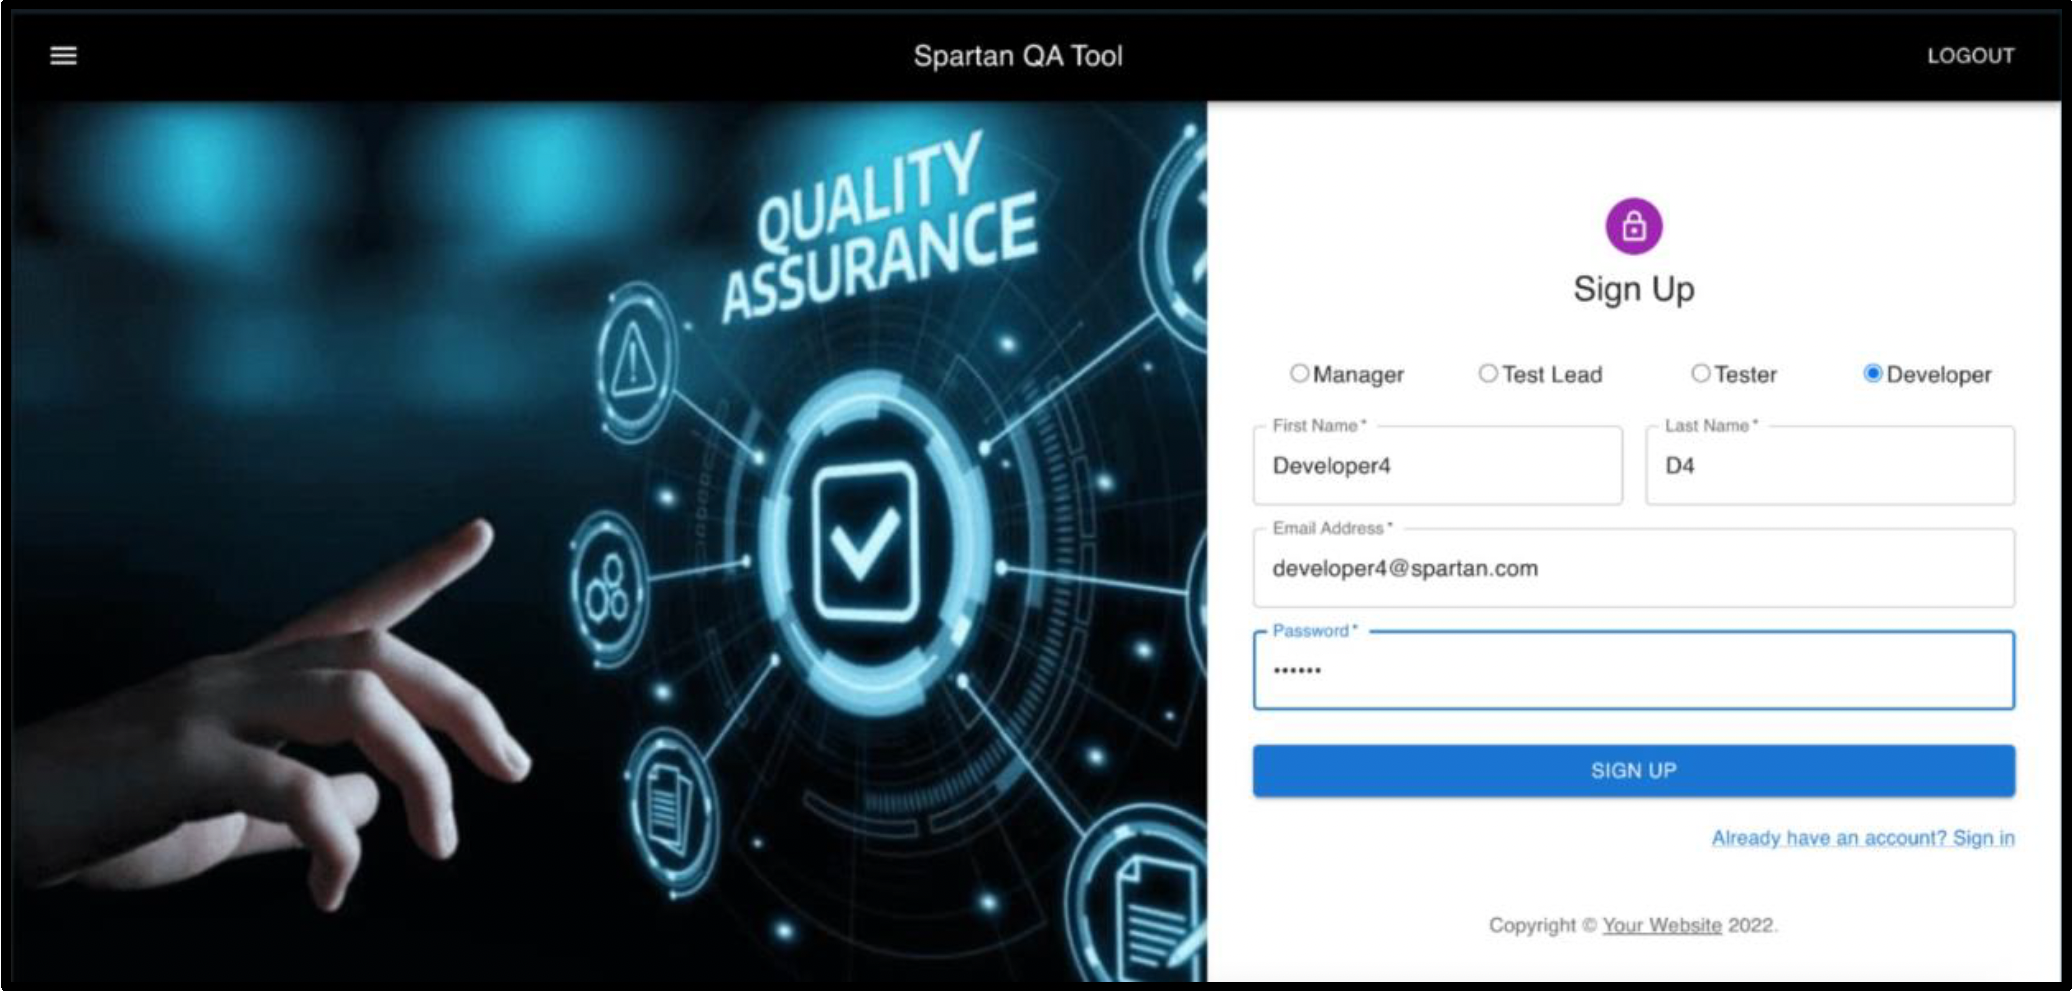 Spartan QA Tool
LOGOUT
QUALITY
ASSURANCE
Sign Up
Manager
Test Lead
Tester
Developer
First Name *
Last Name *
Developer4
D4
Email Address *
developer4@spartan.com
Password *
••••••
SIGN UP
Already have an account? Sign in
Copyright © Your Website 2022.